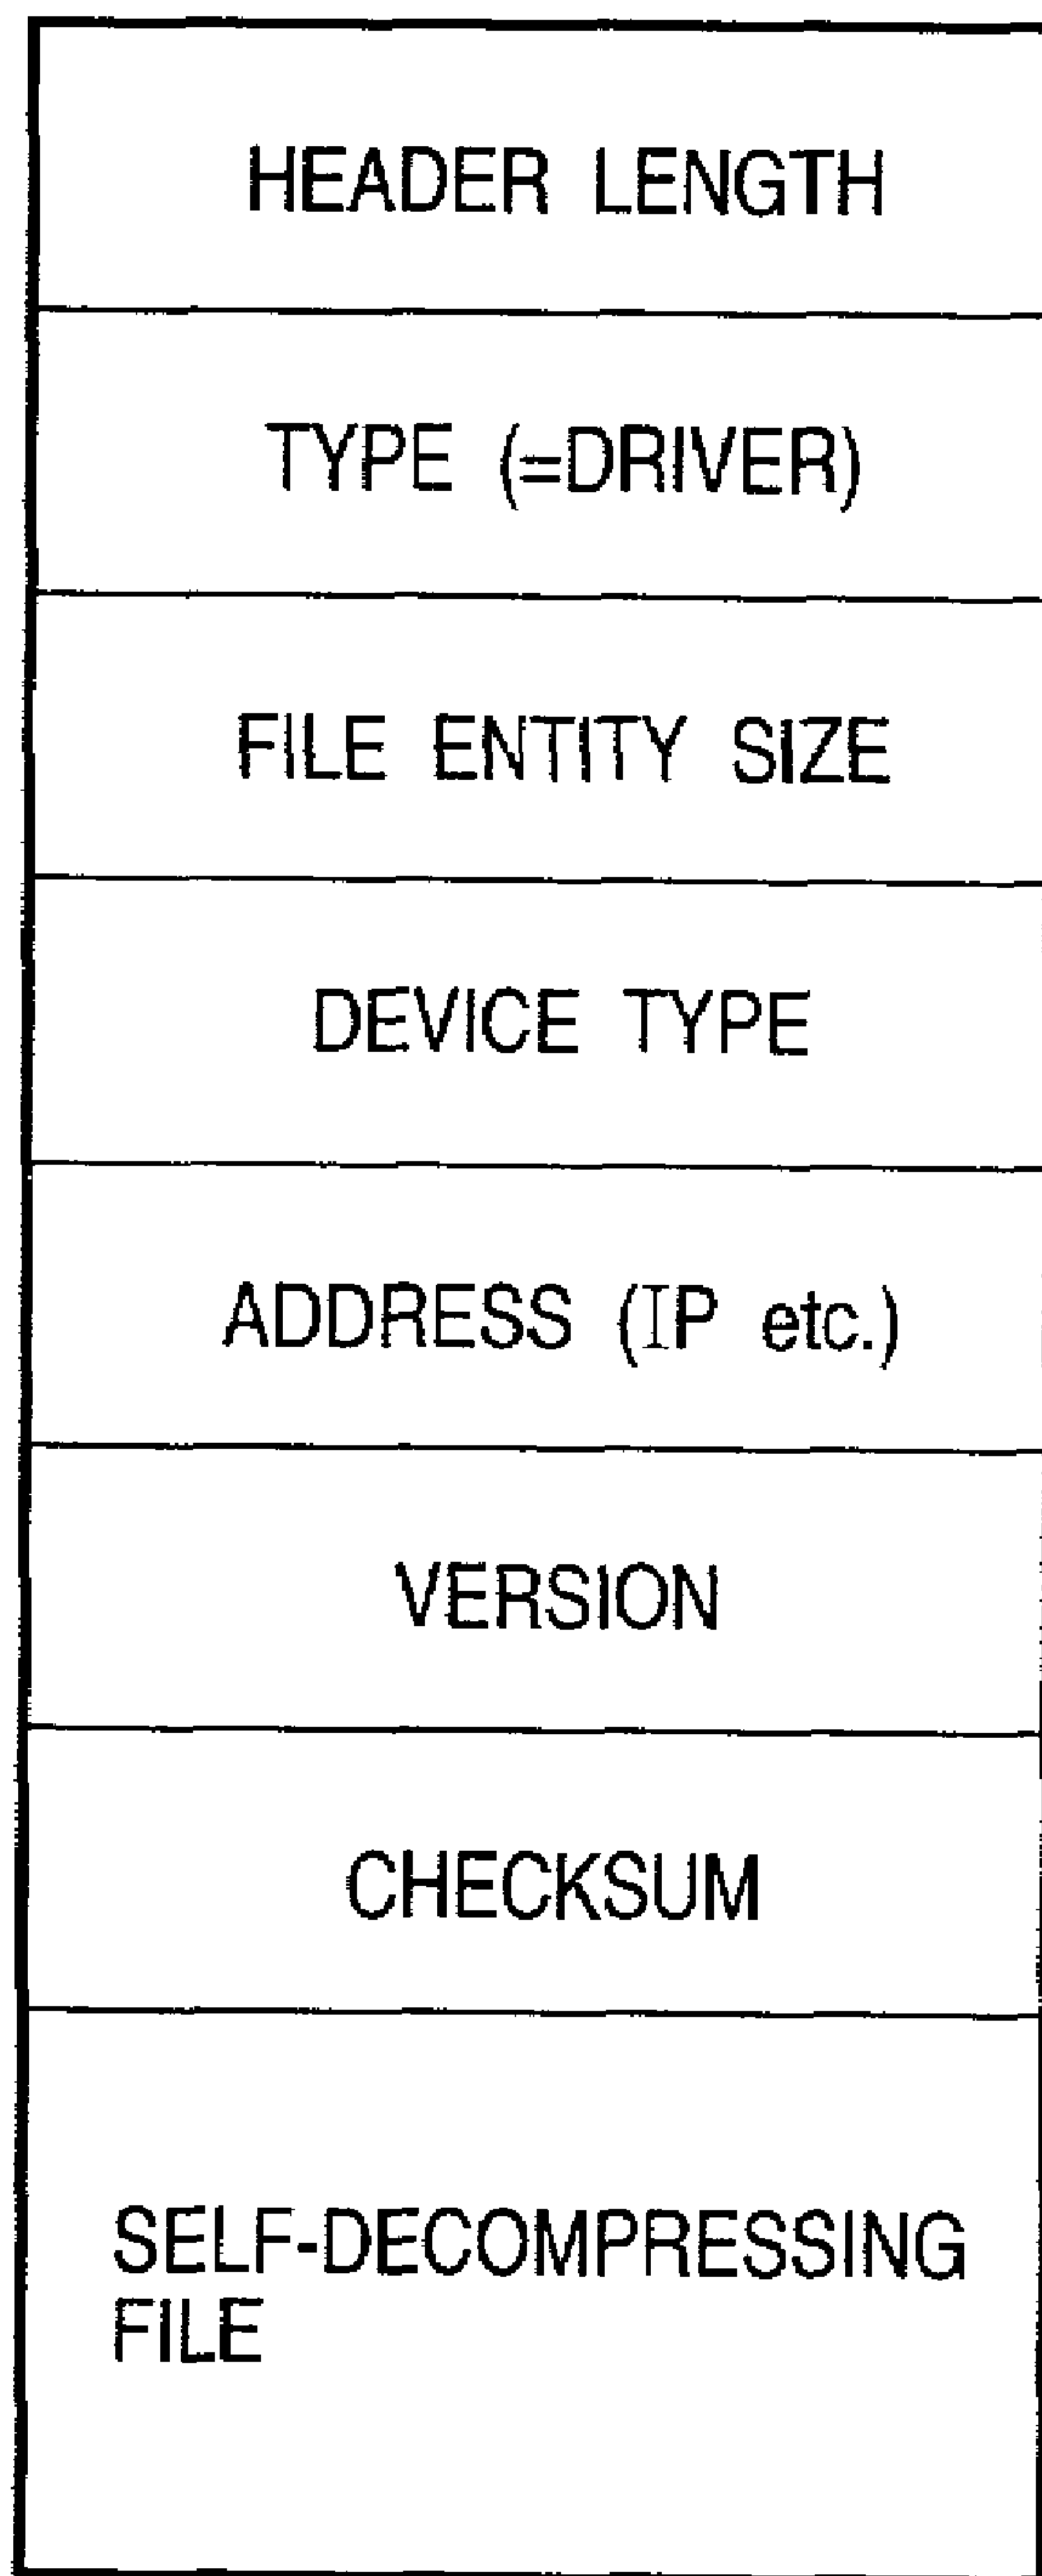 HEADER LENGTH
TYPE (=DRIVER)
FILE ENTITY SIZE
DEVICE TYPE
ADDRESS (IP etc.)
VERSION
CHECKSUM
SELF-DECOMPRESSING
FILE